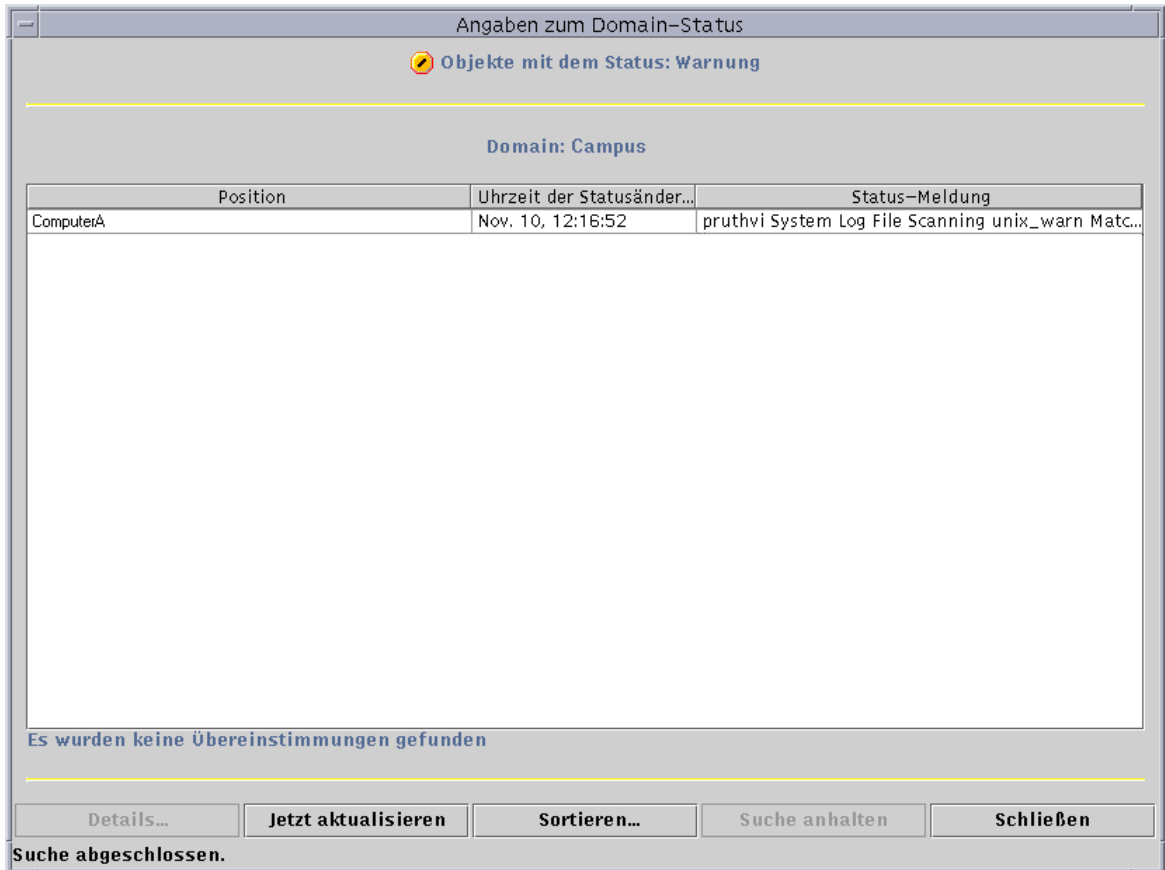 Angaben zum Domain-Status
Objekte mit dem Status: Warnung
Domain: Campus
Position Uhrzeit der Statusänder... Status-Meldung
ComputerA Nov. 10, 12:16:52 pruthvi System Log File Scanning unix_warn Matc...
Es wurden keine Übereinstimmungen gefunden
Details... Jetzt aktualisieren Sortieren... Suche anhalten Schließen
Suche abgeschlossen.